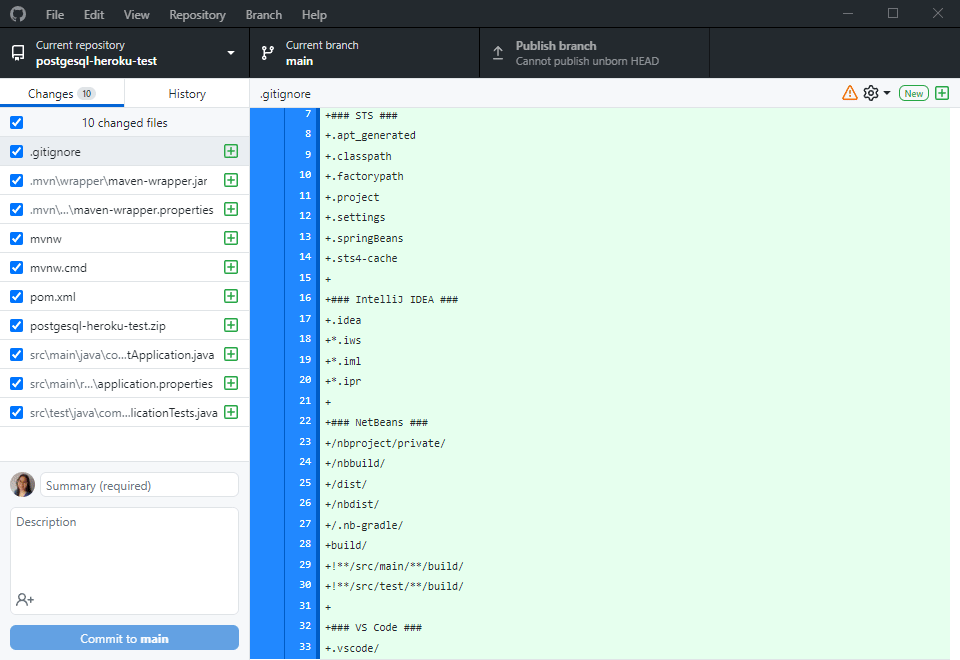 File Edit View Repository Branch Help
Current repository
postgesql-heroku-test
Current branch
main
Publish branch
Cannot publish unborn HEAD
Changes 10
History
.gitignore
New
10 changed files
.gitignore
.mvn\wrapper\maven-wrapper.jar
.mvn\...\maven-wrapper.properties
mvnw
mvnw.cmd
pom.xml
postgesql-heroku-test.zip
src\main\java\co...tApplication.java
src\main\r...\application.properties
src\test\java\com...licationTests.java
Summary (required)
Description
Commit to main
7 +### STS ###
8 +.apt_generated
9 +.classpath
10 +.factorypath
11 +.project
12 +.settings
13 +.springBeans
14 +.sts4-cache
15 +
16 +### IntelliJ IDEA ###
17 +.idea
18 +*.iws
19 +*.iml
20 +*.ipr
21 +
22 +### NetBeans ###
23 +/nbproject/private/
24 +/nbbuild/
25 +/dist/
26 +/nbdist/
27 +/.nb-gradle/
28 +build/
29 +!**/src/main/**/build/
30 +!**/src/test/**/build/
31 +
32 +### VS Code ###
33 +.vscode/